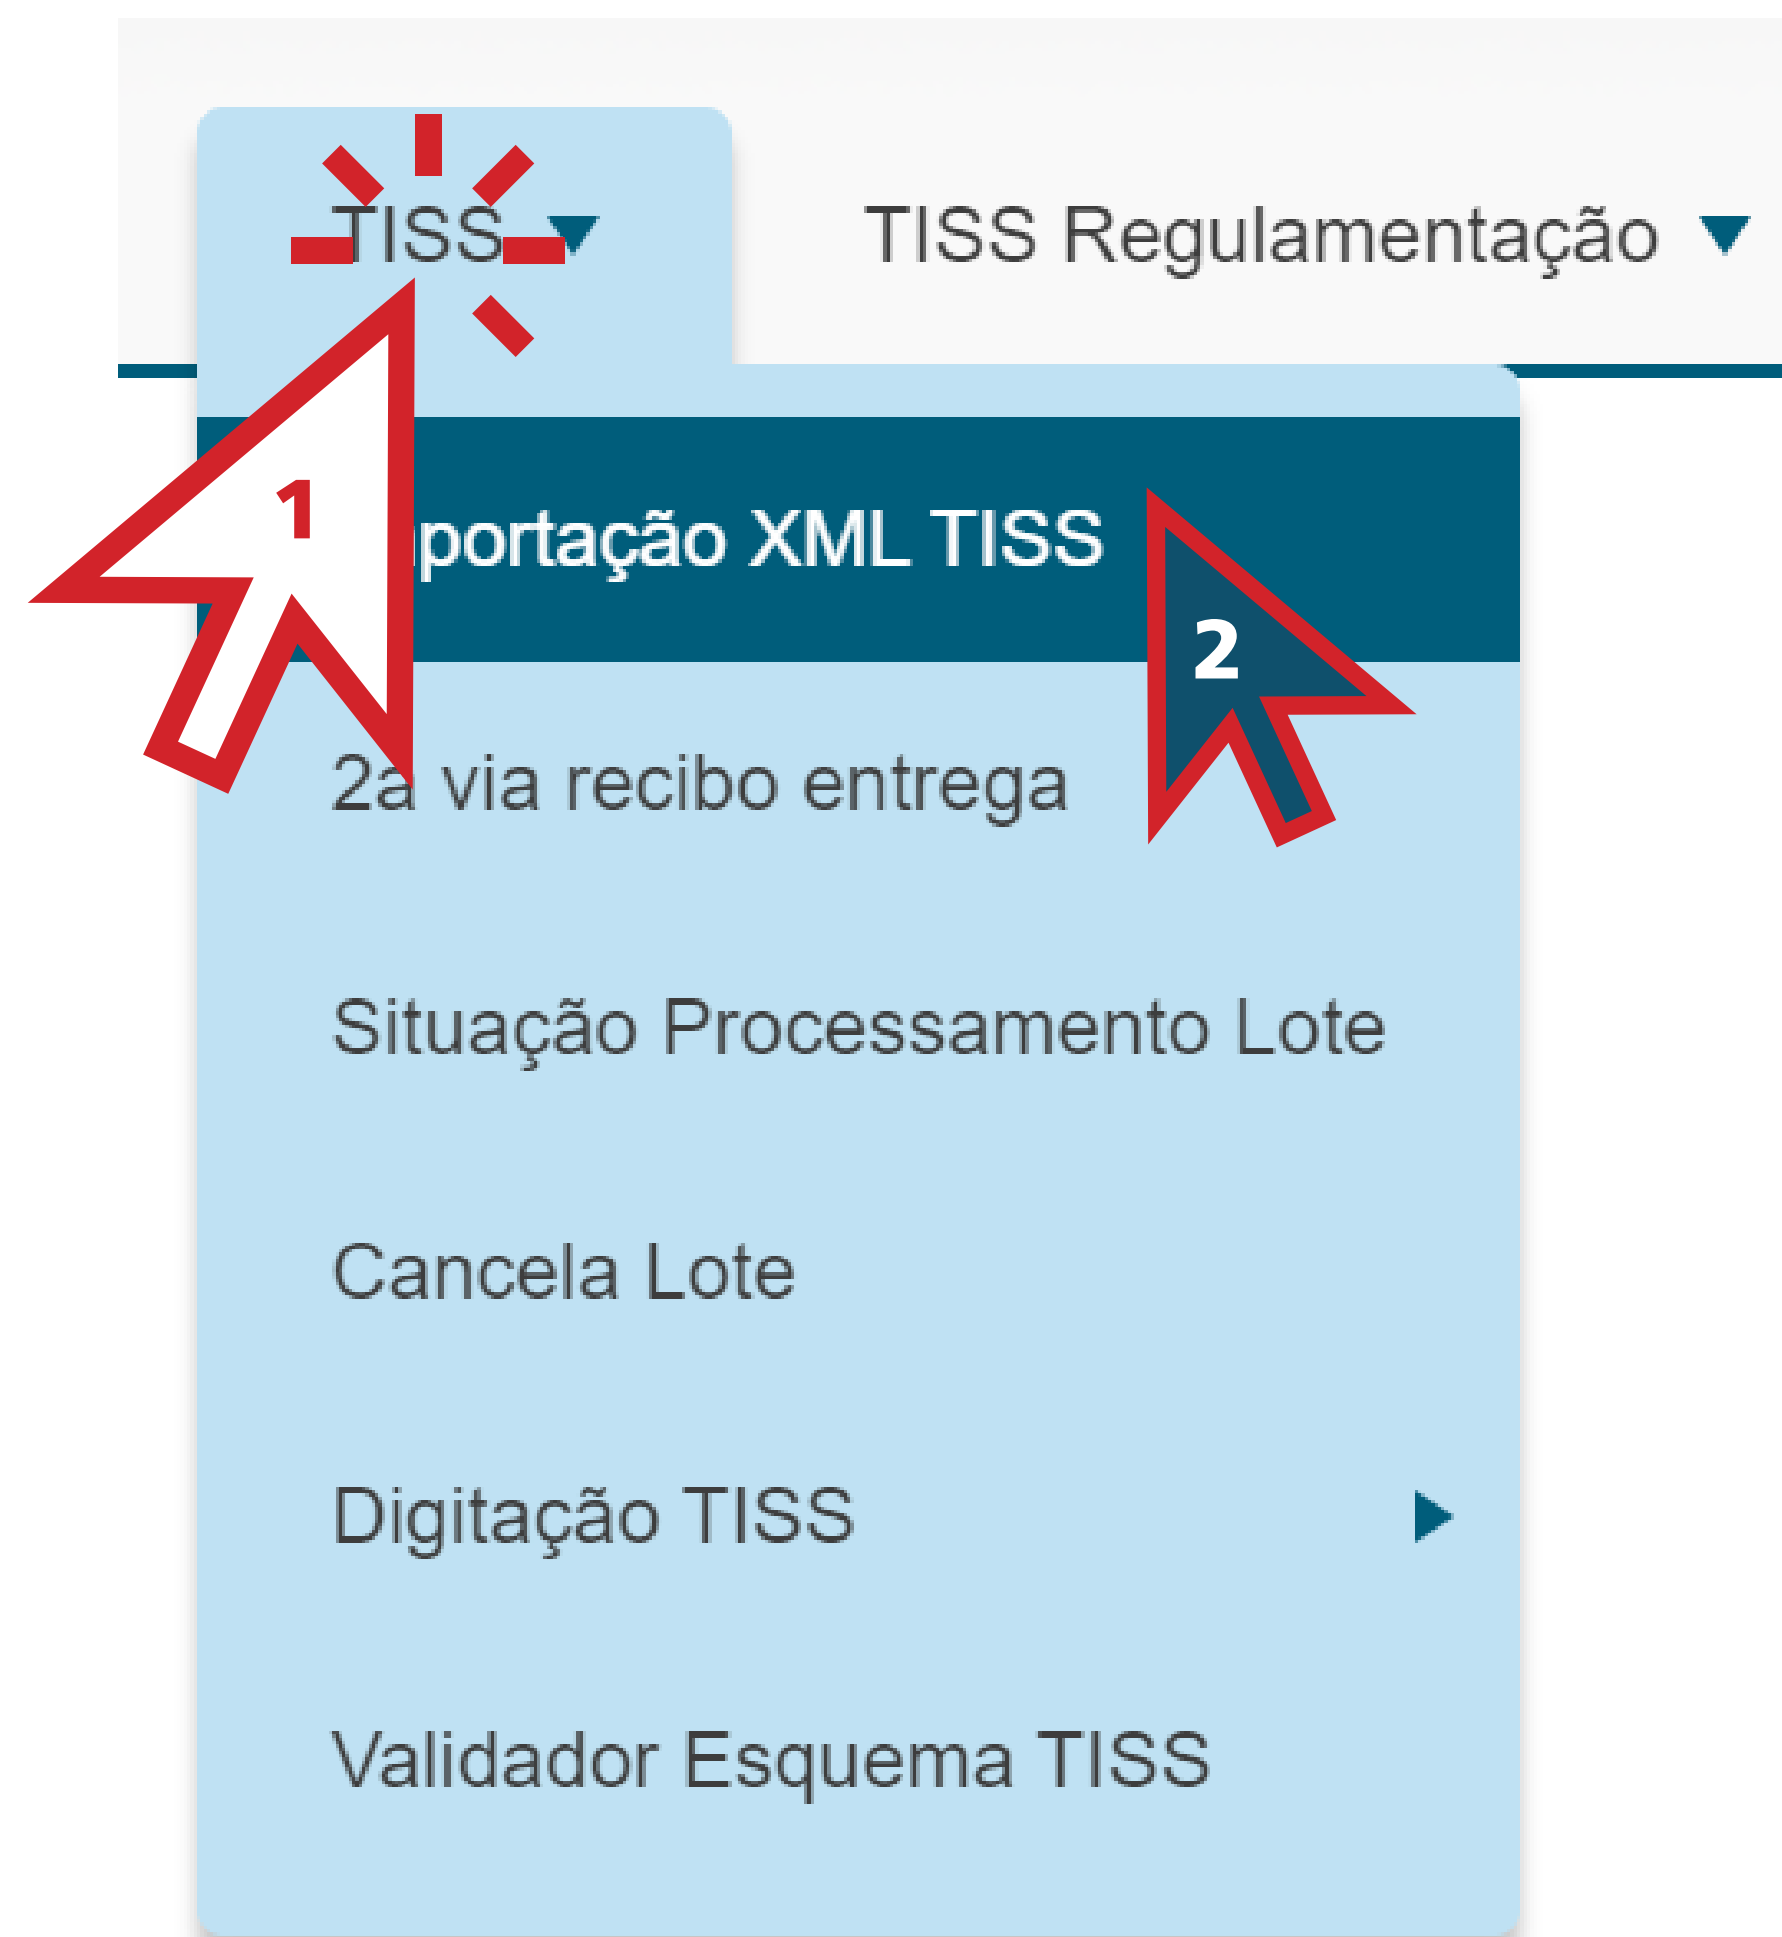 TISS
TISS Regulamentação
1
portação XML TISS
2
2a via recibo entrega
Situação Processamento Lote
Cancela Lote
Digitação TISS
Validador Esquema TISS